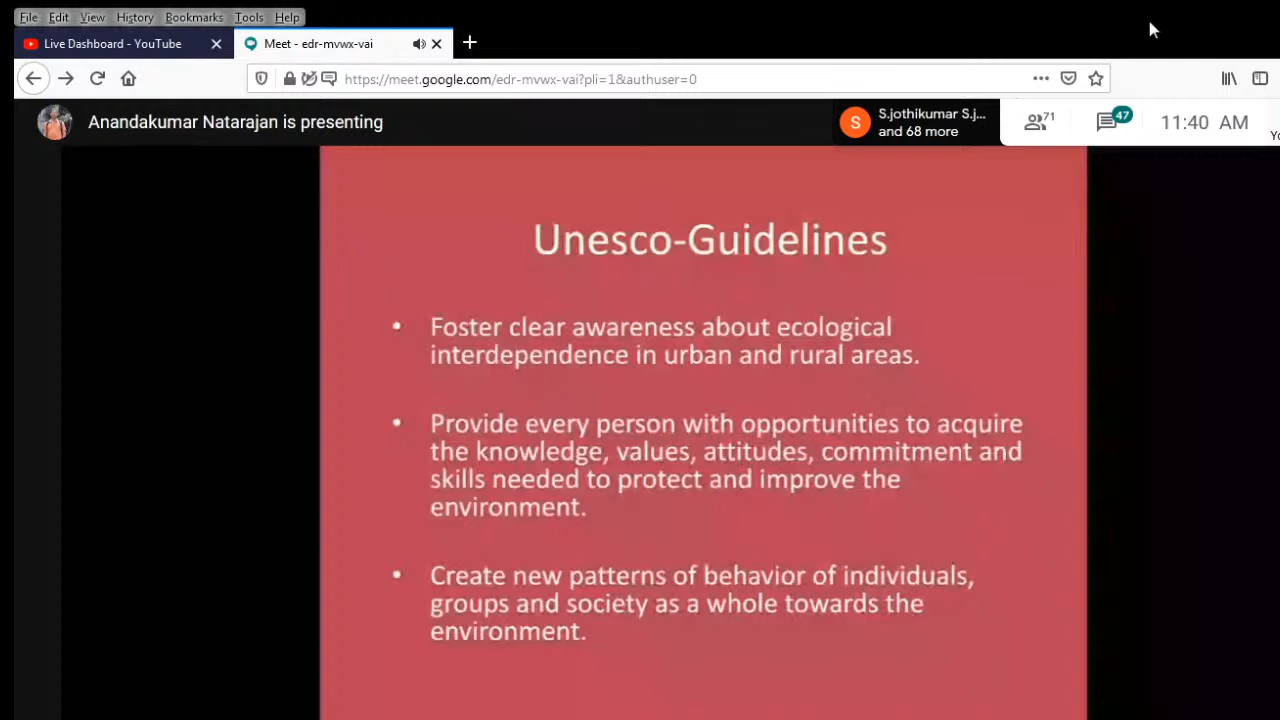 File Edit View History Bookmarks Tools Help
Live Dashboard - YouTube
Meet - edr-mvwx-vai
https://meet.google.com/edr-mvwx-vai?pli=1&authuser=0
Anandakumar Natarajan is presenting
S
S.jothikumar S.j...
and 68 more
71
47
11:40 AM
Unesco-Guidelines
• Foster clear awareness about ecological
interdependence in urban and rural areas.
• Provide every person with opportunities to acquire
the knowledge, values, attitudes, commitment and
skills needed to protect and improve the
environment.
• Create new patterns of behavior of individuals,
groups and society as a whole towards the
environment.